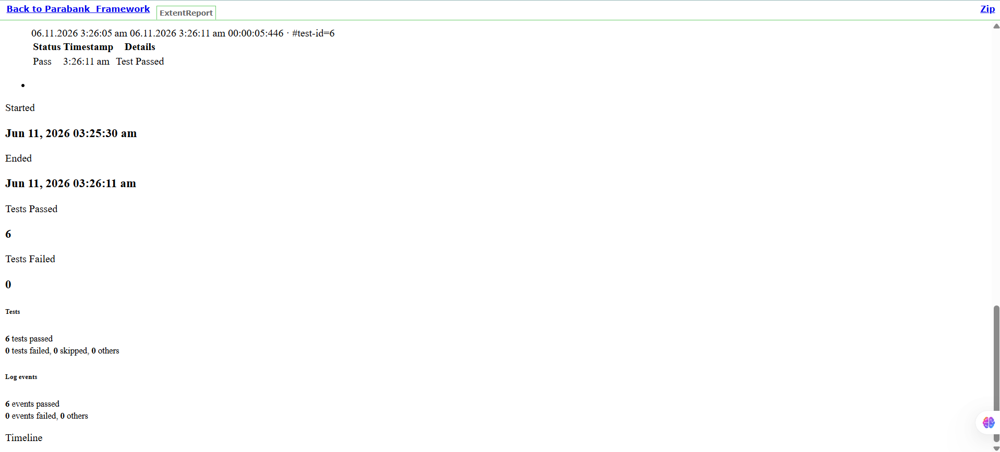 Back to Parabank_Framework
ExtentReport
Zip
06.11.2026 3:26:05 am 06.11.2026 3:26:11 am 00:00:05:446 · #test-id=6
Status Timestamp Details
Pass 3:26:11 am Test Passed
Started
Jun 11, 2026 03:25:30 am
Ended
Jun 11, 2026 03:26:11 am
Tests Passed
6
Tests Failed
0
Tests
6 tests passed
0 tests failed, 0 skipped, 0 others
Log events
6 events passed
0 events failed, 0 others
Timeline